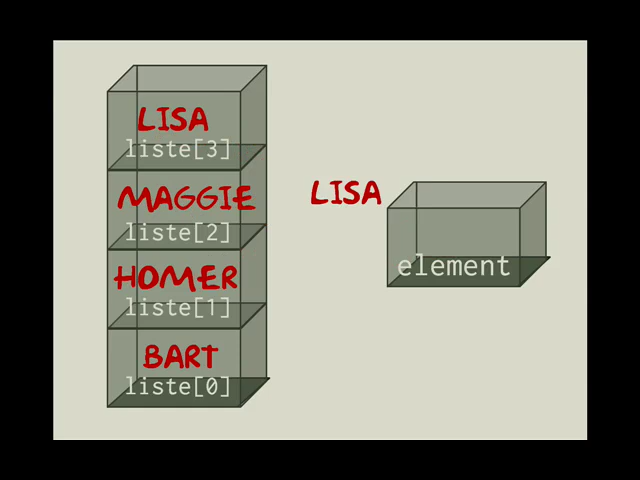 LISA
liste[3]
MAGGIE
liste[2]
HOMER
liste[1]
BART
liste[0]
LISA
element